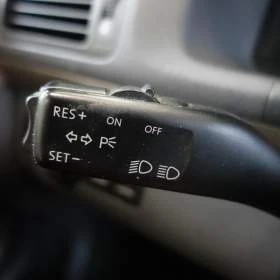 RES+ ON OFF
P
SET-